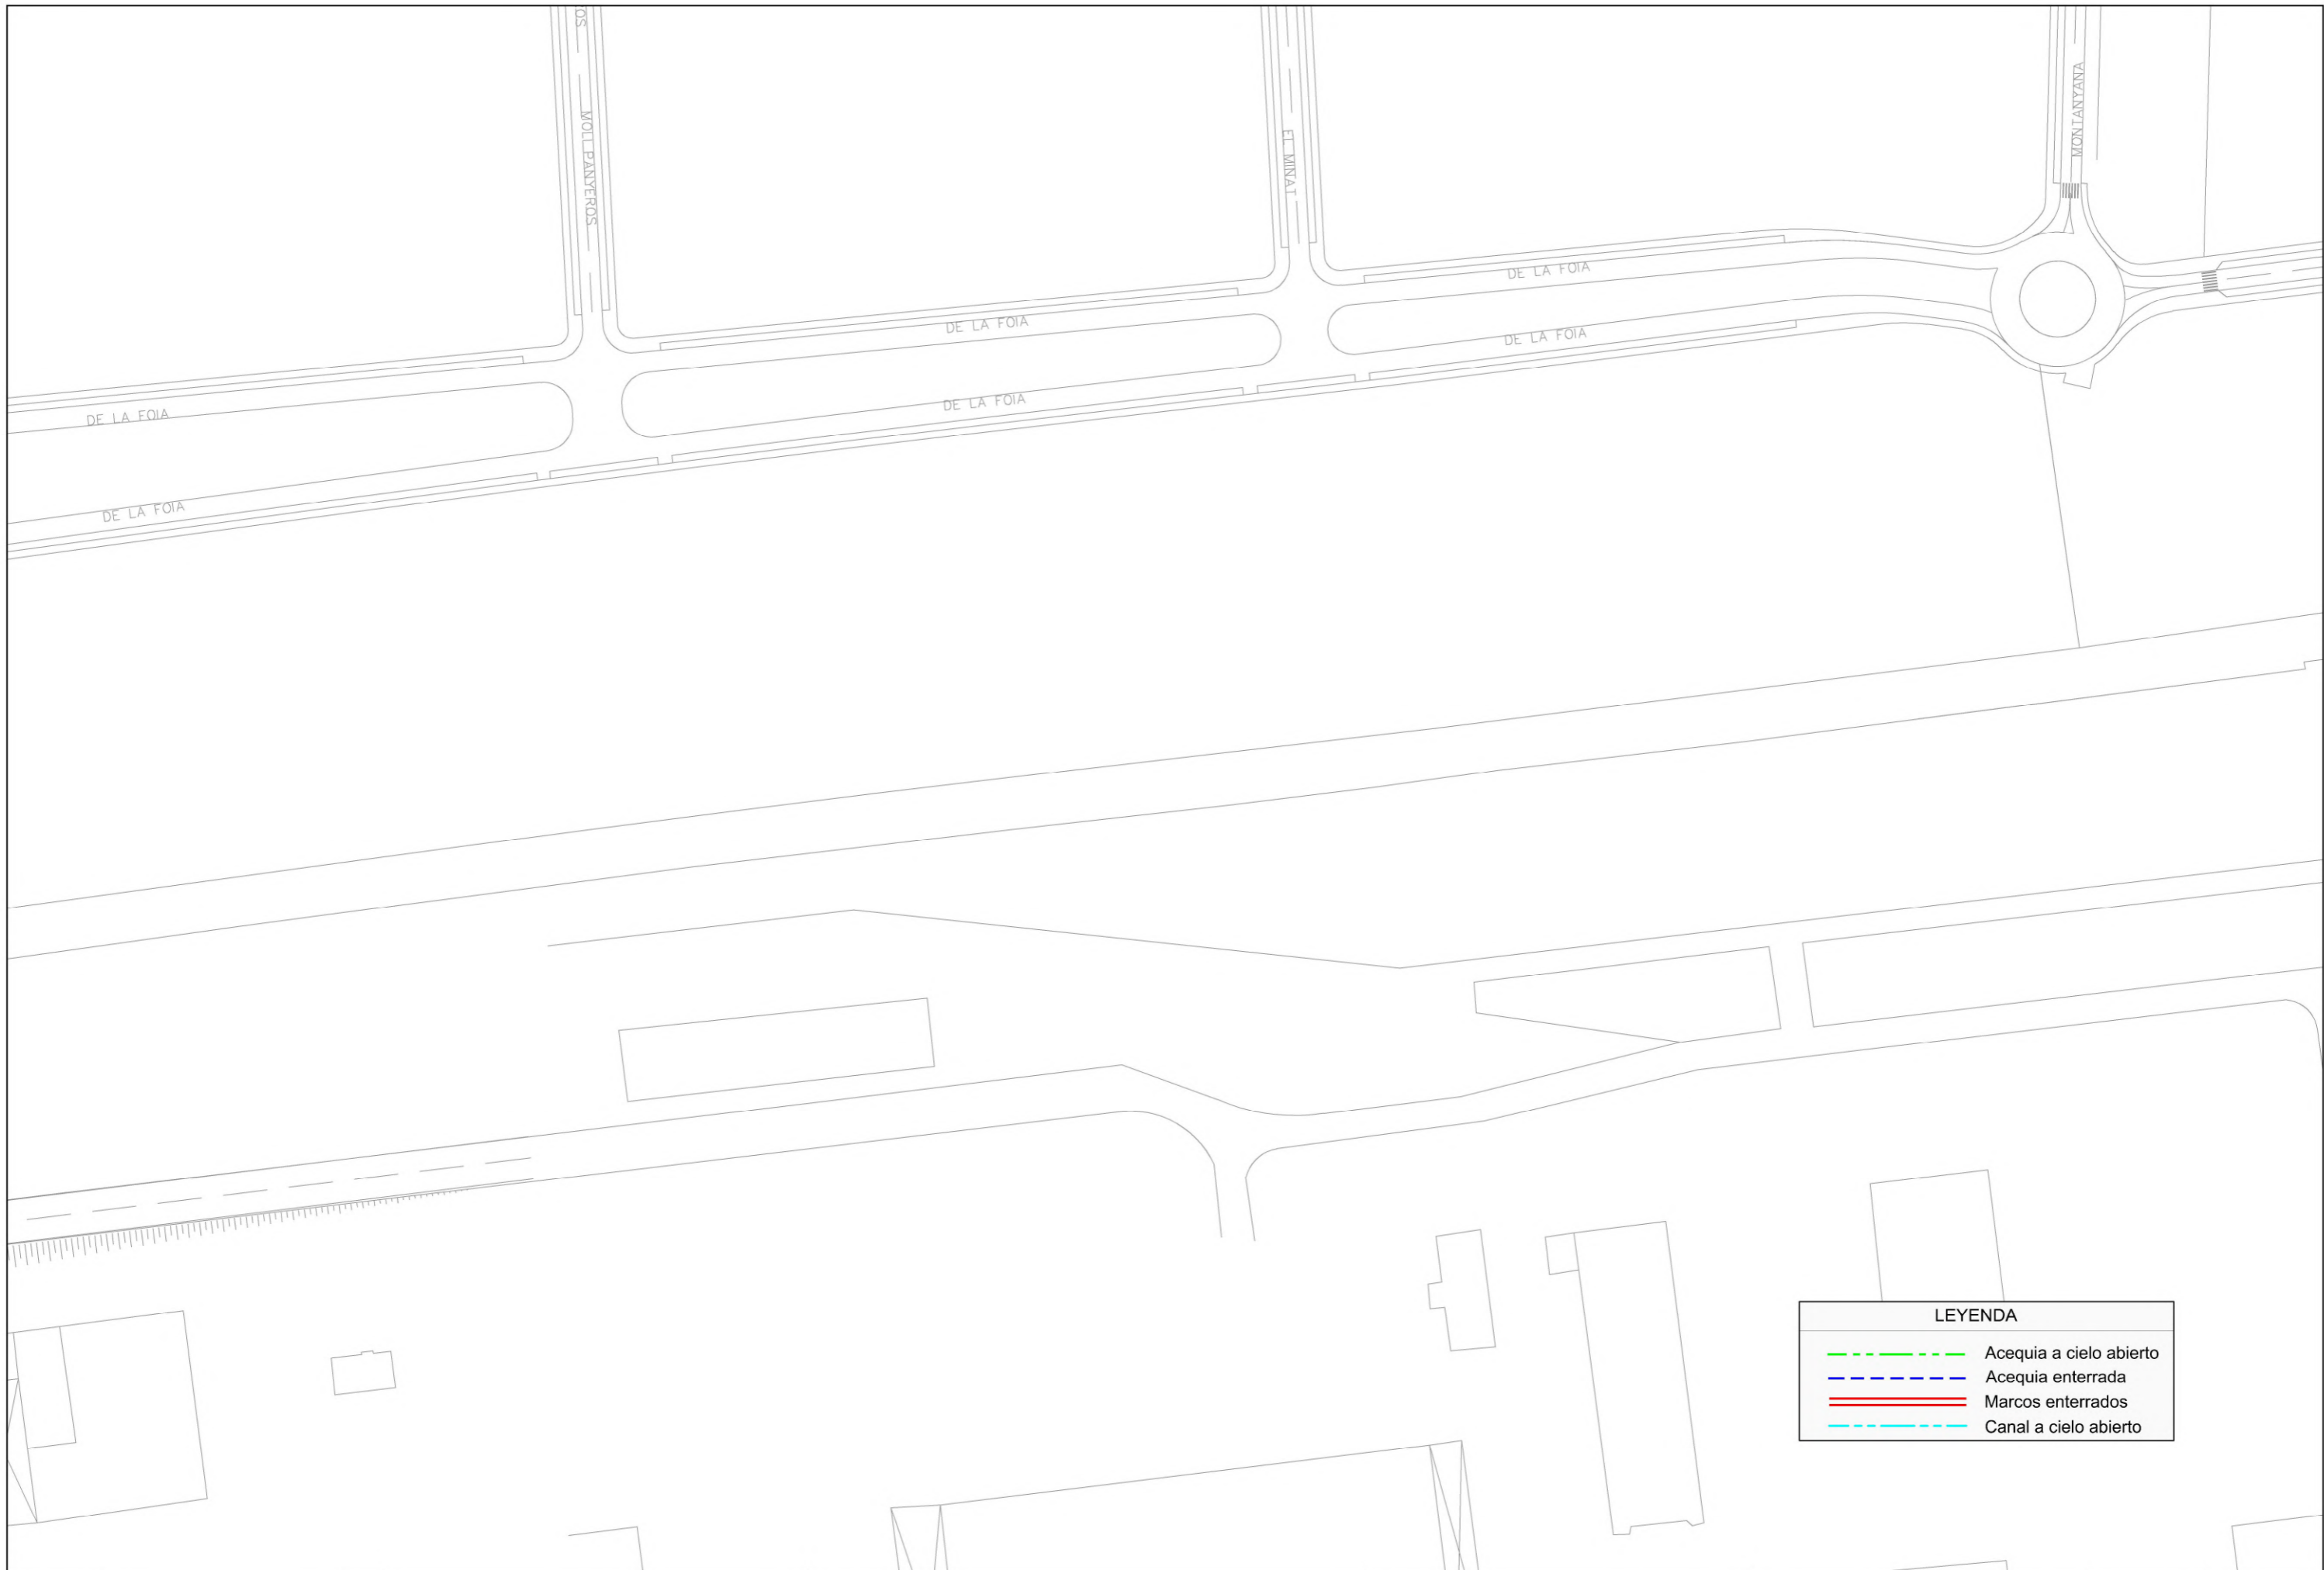 OS
MOLI PANYEROS
EL MINAT
MONTANYANA
DE LA FOIA
DE LA FOIA
DE LA FOIA
DE LA FOIA
DE LA FOIA
DE LA FOIA
LEYENDA
Acequia a cielo abierto
Acequia enterrada
Marcos enterrados
Canal a cielo abierto